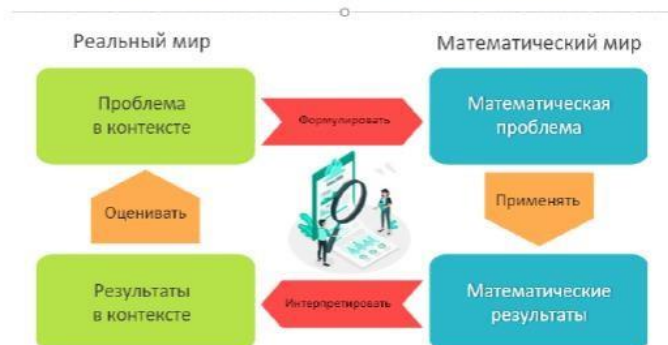 Реальный мир
Математический мир
Проблема
в контексте
Формулировать
Математическая
проблема
Оценивать
Применять
Результаты
в контексте
Интерпретировать
Математические
результаты